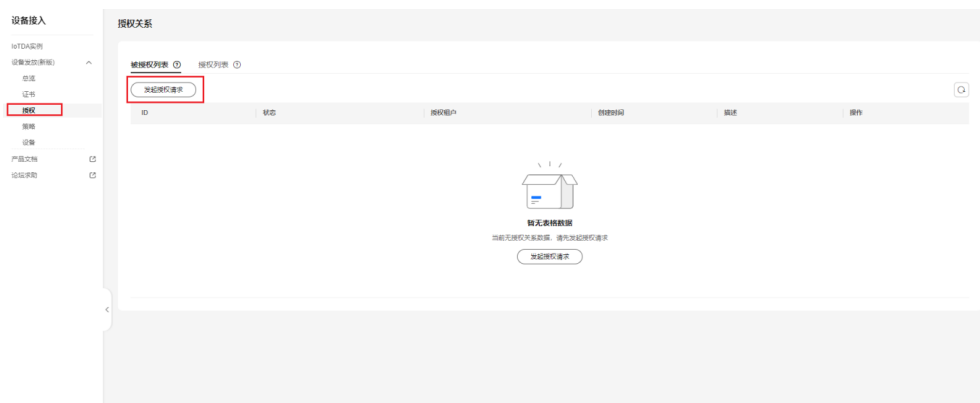 设备接入
IoTDA实例
设备发放(新版)
总览
证书
授权
策略
设备
产品文档
论坛求助
授权关系
被授权列表
授权列表
发起授权请求
ID 状态 授权租户 创建时间 描述 操作
暂无表格数据
当前无授权关系数据，请先发起授权请求
发起授权请求